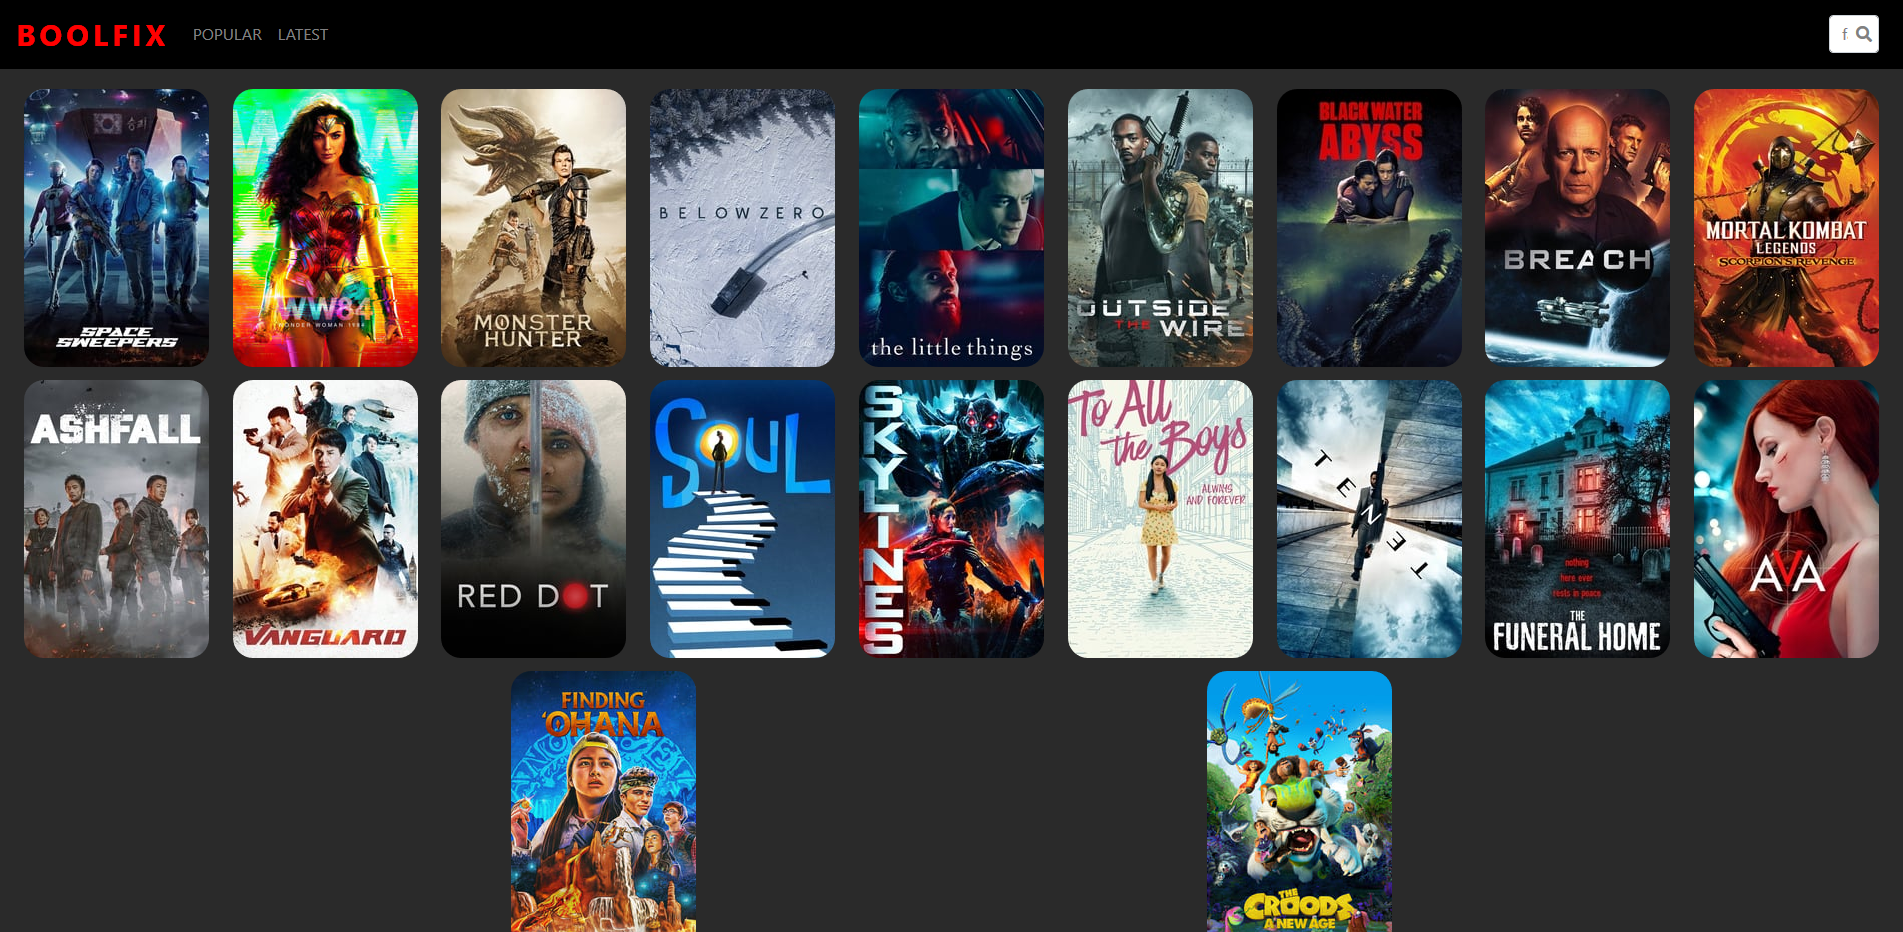 BOOLFIX
POPULAR
LATEST
f
승리
SPACE
SWEEPERS
WW84
WONDER WOMAN 1984
MONSTER
HUNTER
BELOW ZERO
the little things
OUTSIDE
THE WIRE
BLACK WATER
ABYSS
BREACH
MORTAL KOMBAT
LEGENDS
SCORPION'S REVENGE
ASHFALL
VANGUARD
RED DOT
SOUL
SKYLINES
To All
the Boys
ALWAYS
AND FOREVER
TENET
nothing
here ever
rests in peace
THE
FUNERAL HOME
AVA
FINDING
'OHANA
THE
CROODS
A NEW AGE